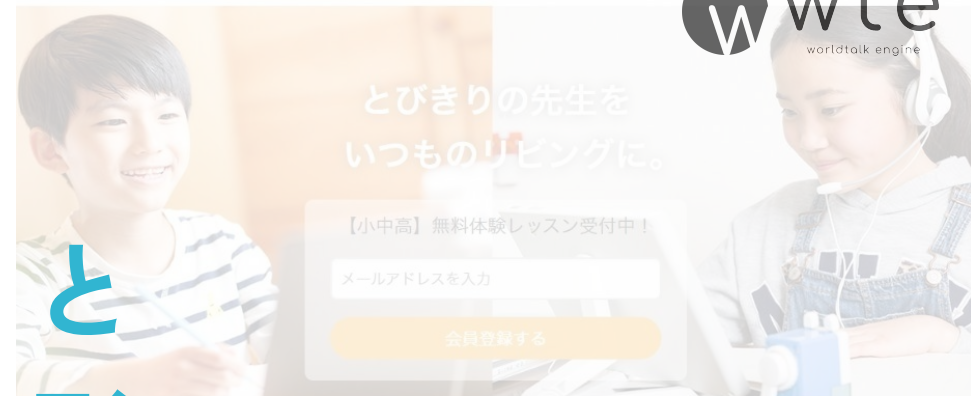 wte
worldtalk engine
とびきりの先生を
いつものリビングに。
【小中高】無料体験レッスン受付中！
メールアドレスを入力
会員登録する
と